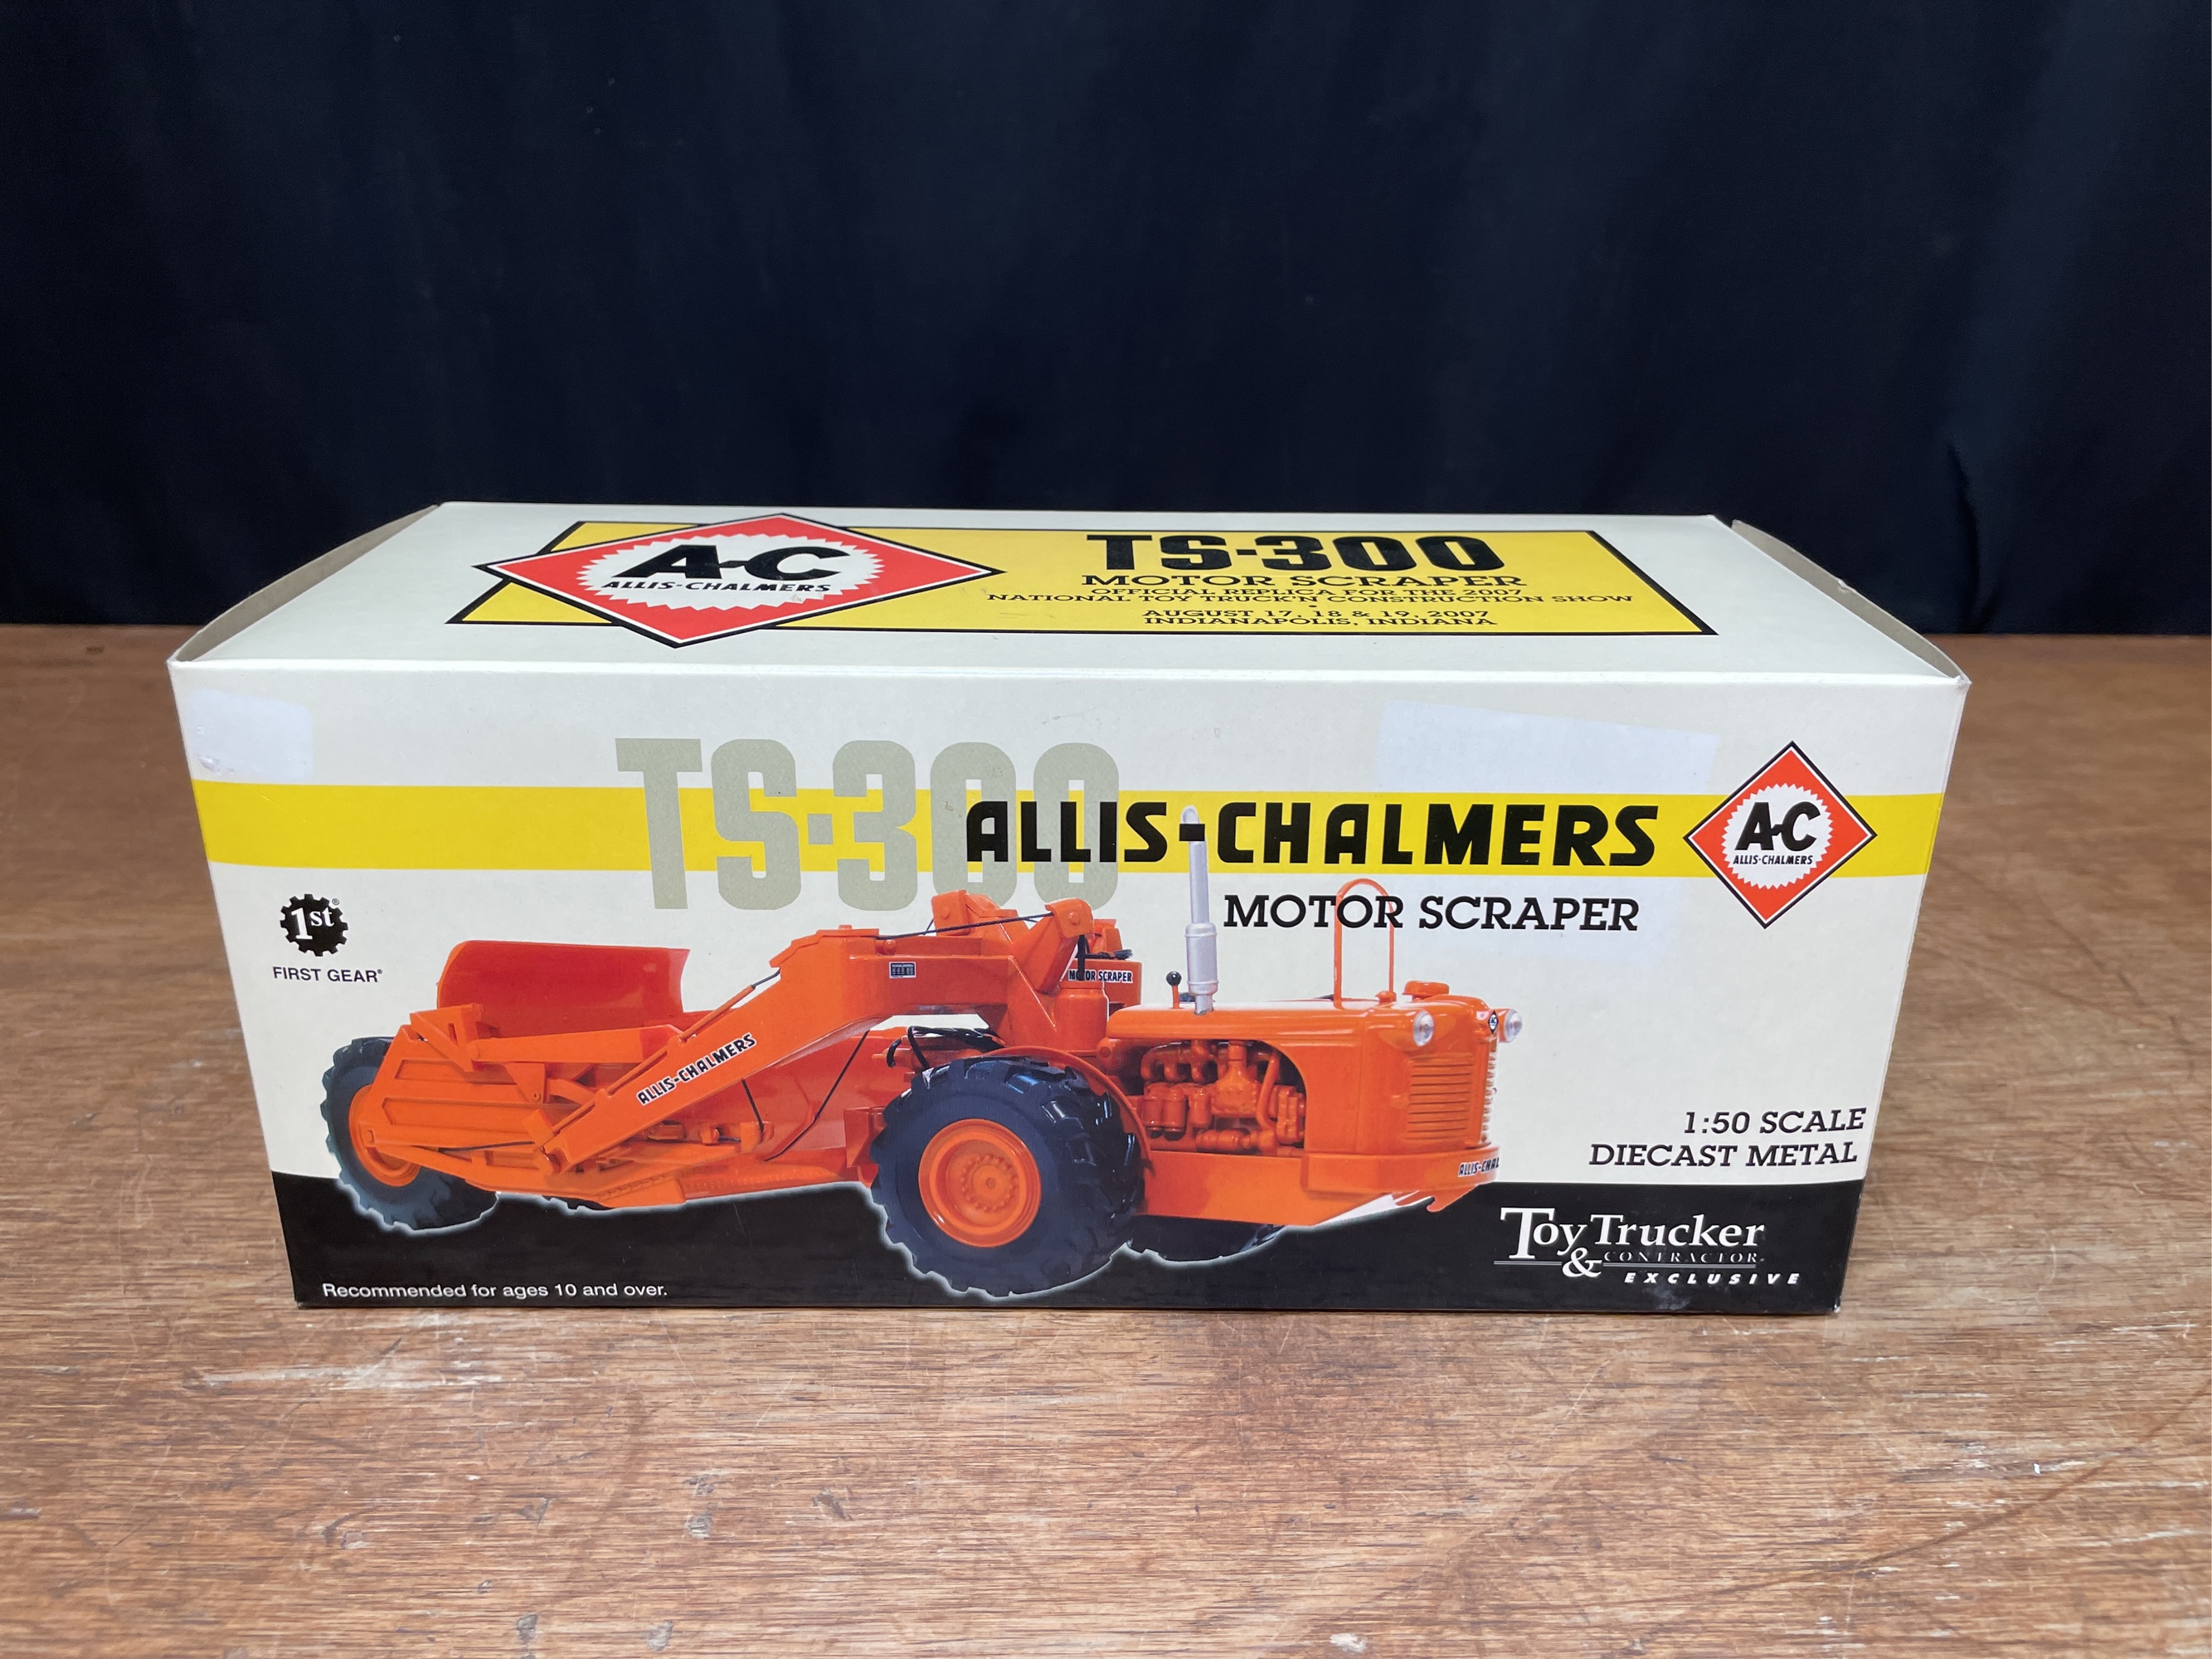 A-C
ALLIS-CHALMERS
TS-300
MOTOR SCRAPER
OFFICIAL REPLICA FOR THE 2007
NATIONAL TOY TRUCK'N CONSTRUCTION SHOW
•
AUGUST 17, 18 & 19, 2007
INDIANAPOLIS, INDIANA
TS-300
ALLIS-CHALMERS
A-C
ALLIS-CHALMERS
MOTOR SCRAPER
1st®
FIRST GEAR®
MOTOR SCRAPER
ALLIS-CHALMERS
ALLIS-CHAL
1:50 SCALE
DIECAST METAL
Toy Trucker
& CONTRACTOR®
EXCLUSIVE
Recommended for ages 10 and over.